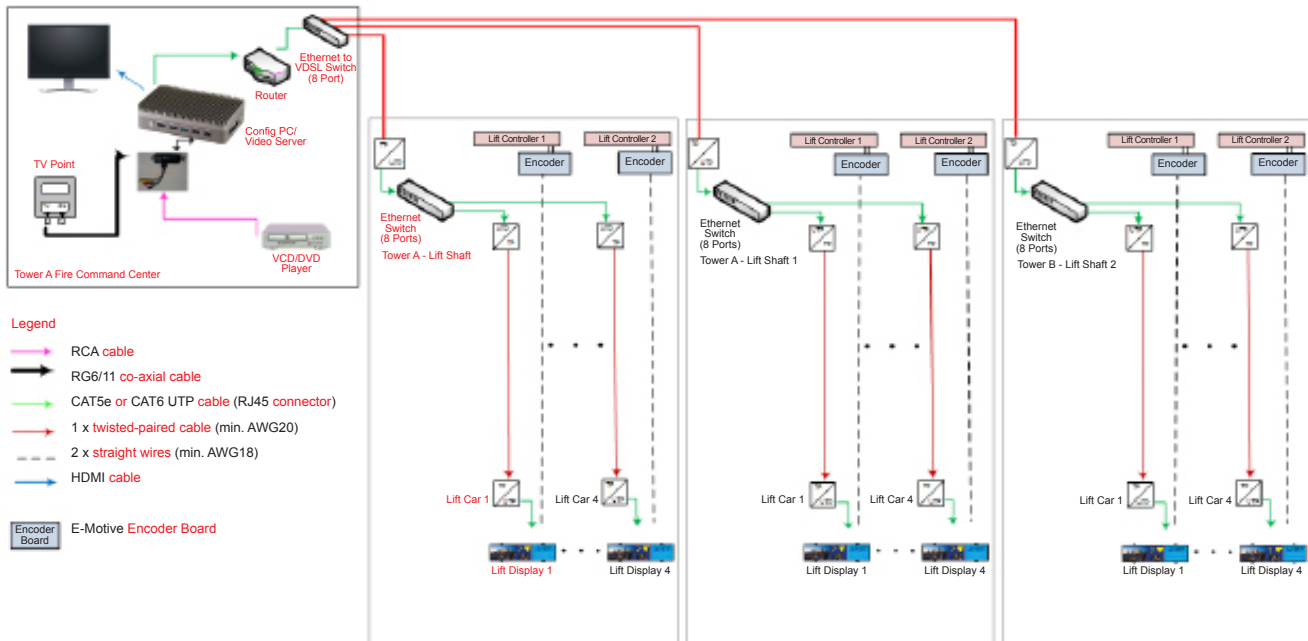 Ethernet to
VDSL Switch
(8 Port)
Router
Config PC/
Video Server
TV Point
VCD/DVD
Player
Tower A Fire Command Center
Legend
RCA cable
RG6/11 co-axial cable
CAT5e or CAT6 UTP cable (RJ45 connector)
1 x twisted-paired cable (min. AWG20)
2 x straight wires (min. AWG18)
HDMI cable
Encoder
Board
E-Motive Encoder Board
Lift Controller 1
Lift Controller 2
Encoder
Encoder
Ethernet
Switch
(8 Ports)
Tower A - Lift Shaft
Lift Car 1
Lift Car 4
Lift Display 1
Lift Display 4
Lift Controller 1
Lift Controller 2
Encoder
Encoder
Ethernet
Switch
(8 Ports)
Tower A - Lift Shaft 1
Lift Car 1
Lift Car 4
Lift Display 1
Lift Display 4
Lift Controller 1
Lift Controller 2
Encoder
Encoder
Ethernet
Switch
(8 Ports)
Tower B - Lift Shaft 2
Lift Car 1
Lift Car 4
Lift Display 1
Lift Display 4